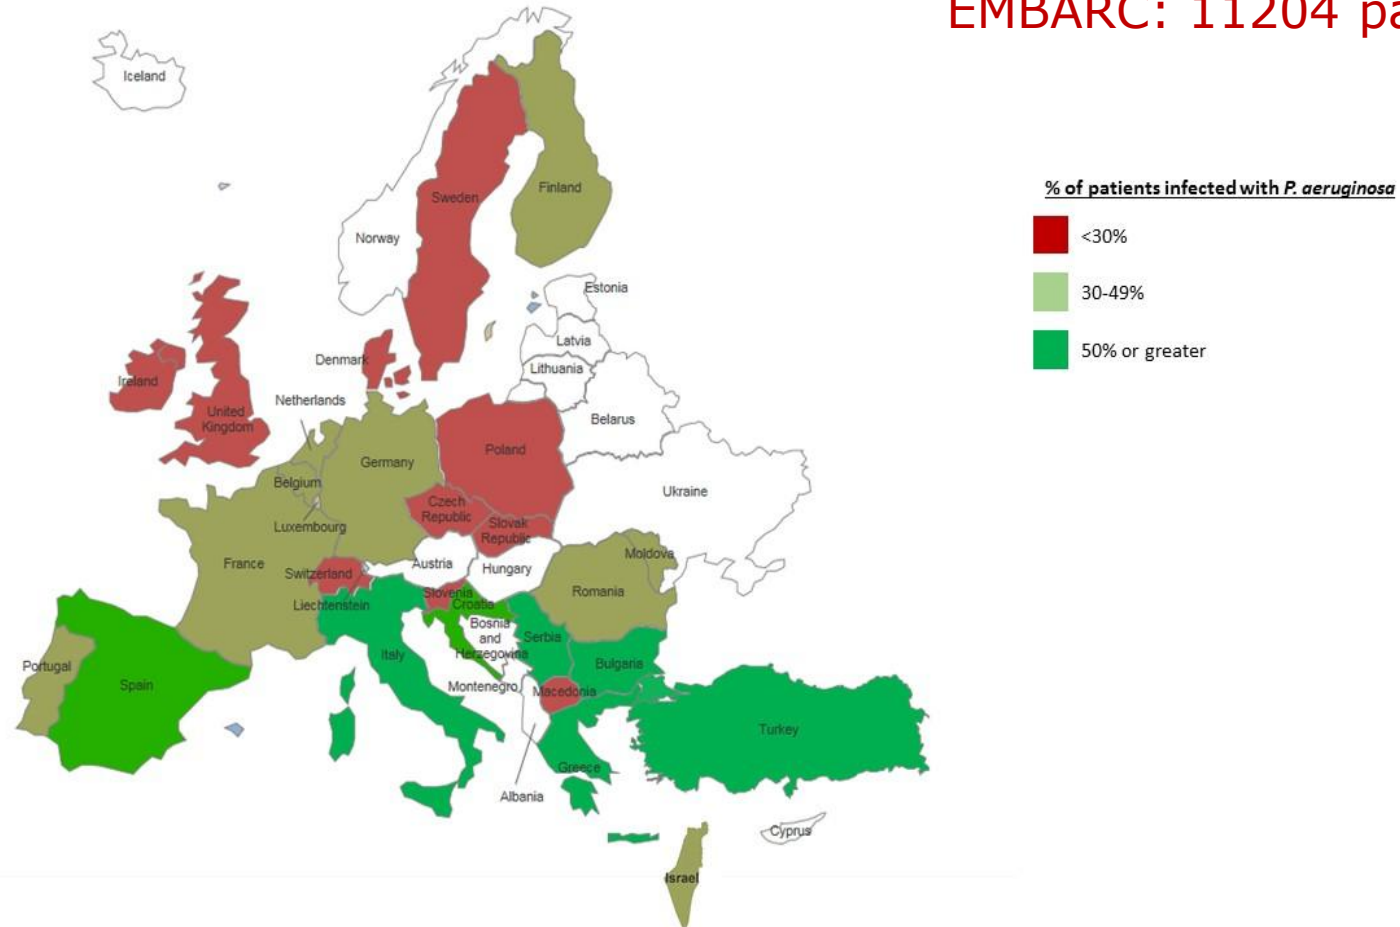 EMBARC: 11204 pa
Iceland
% of patients infected with P. aeruginosa
<30%
30-49%
50% or greater
Finland
Sweden
Norway
Estonia
Latvia
Lithuania
Denmark
Ireland
Netherlands
United
Kingdom
Belarus
Poland
Germany
Belgium
Ukraine
Czech
Republic
Slovak
Republic
Luxembourg
France
Moldova
Austria
Hungary
Switzerland
Romania
Slovenia
Liechtenstein
Croatia
Bosnia
and
Herzegovina
Serbia
Italy
Bulgaria
Portugal
Spain
Montenegro
Macedonia
Turkey
Greece
Albania
Cyprus
Israel